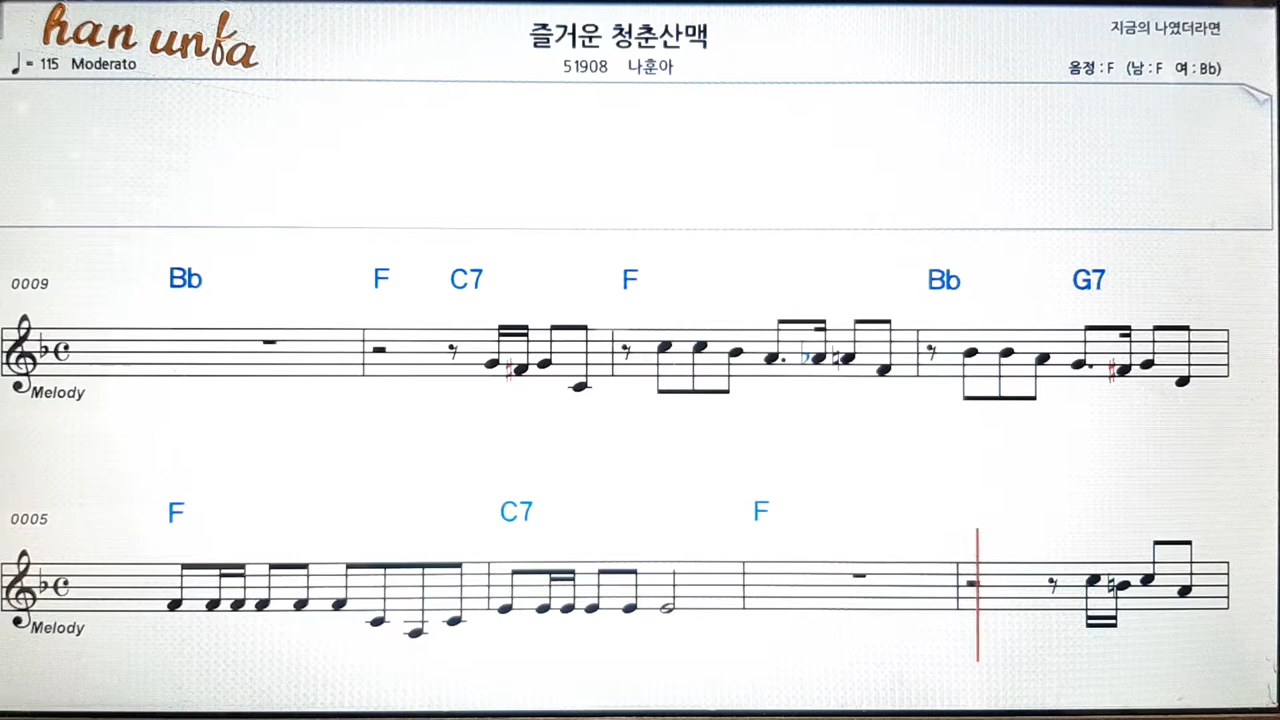 han unfa
즐거운 청춘산맥
지금의 나였더라면
♩= 115 Moderato
51908 나훈아
음정 : F (남 : F 여 : Bb)
Bb F C7 F Bb G7
0009
Melody
F C7 F
0005
Melody